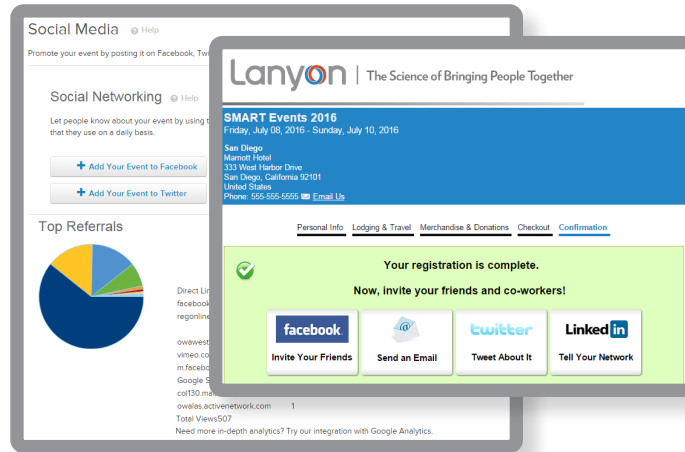 Social Media Help
Promote your event by posting it on Facebook,
Social Networking Help
Let people know about your event by using
that they use on a daily basis.
+ Add Your Event to Facebook
+ Add Your Event to Twitter
Top Referrals
Direct
facebook
regonline
vimeo.co
Google
owalas.activenetwork.com 1
Total Views507
Need more in-depth analytics? Try our integration with Google Analytics.
Lanyon | The Science of Bringing People Together
SMART Events 2016
Friday, July 08, 2016 - Sunday, July 10, 2016
San Diego
Marriott Hotel
333 West Harbor Drive
San Diego, California 92101
United States
Phone: 555-555-5555 Email Us
Personal Info Lodging & Travel Merchandise & Donations Checkout Confirmation
Your registration is complete.
Now, invite your friends and co-workers!
facebook twitter Linked in
Invite Your Friends Send an Email Tweet About It Tell Your Network